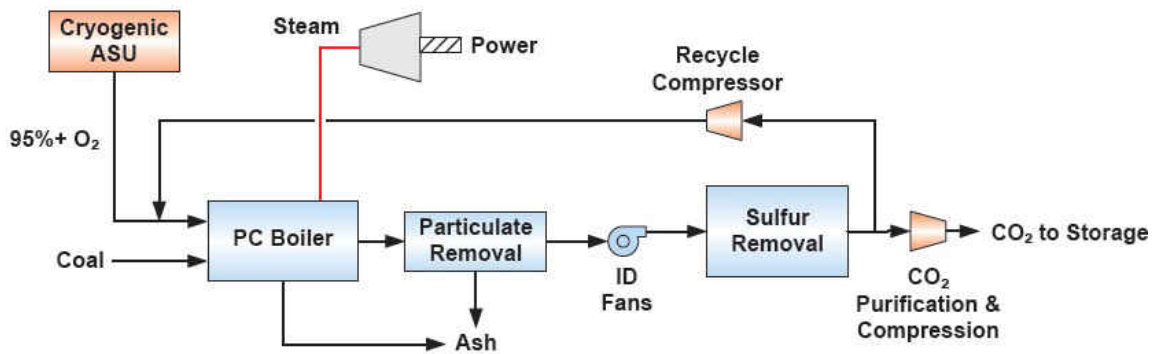 Cryogenic
ASU
Steam
Power
Recycle
Compressor
95%+ O₂
PC Boiler
Particulate
Removal
Sulfur
Removal
Coal
ID
Fans
CO₂ to Storage
CO₂
Purification &
Compression
Ash